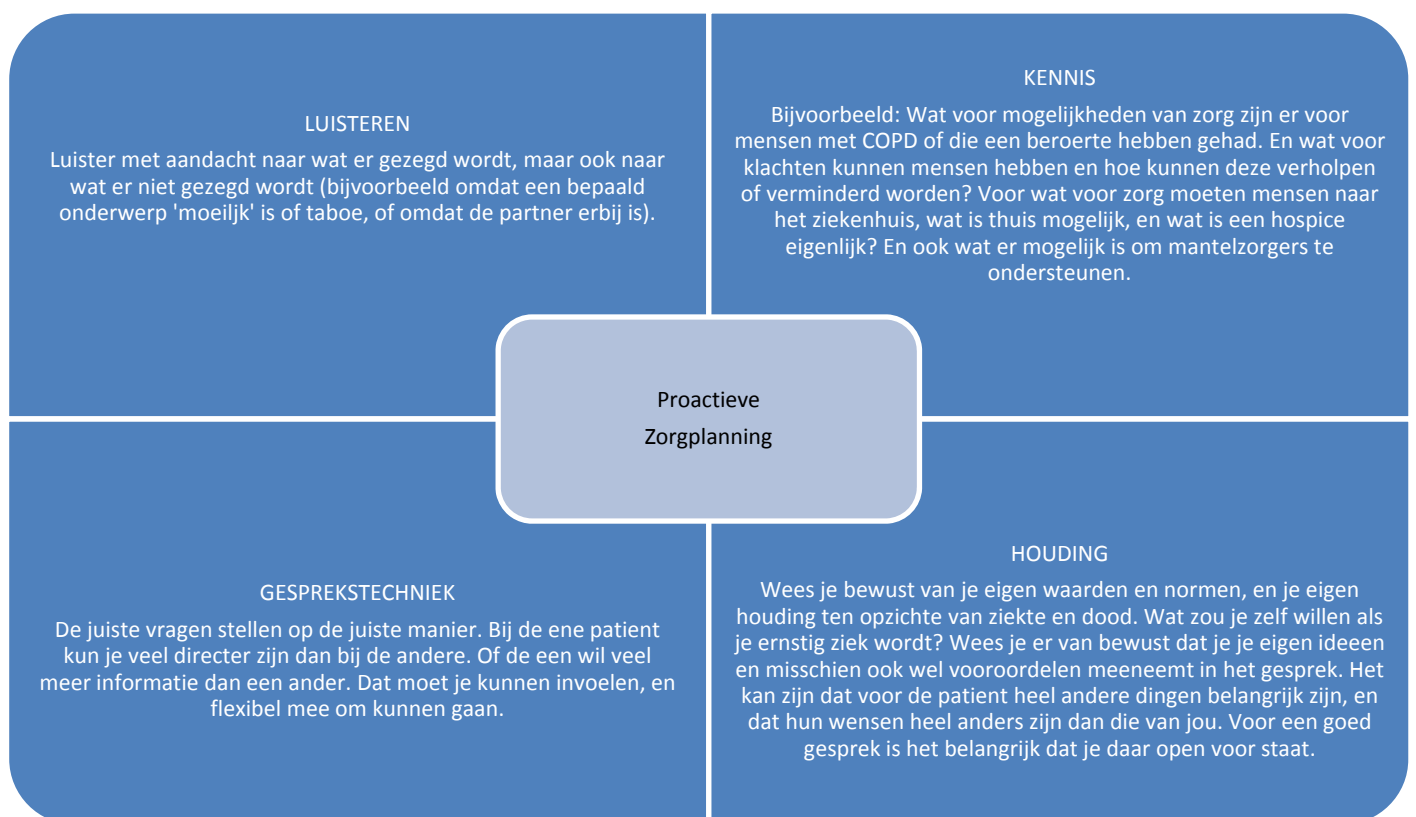 LUISTEREN
Luister met aandacht naar wat er gezegd wordt, maar ook naar
wat er niet gezegd wordt (bijvoorbeeld omdat een bepaald
onderwerp 'moeiljk' is of taboe, of omdat de partner erbij is).
KENNIS
Bijvoorbeeld: Wat voor mogelijkheden van zorg zijn er voor
mensen met COPD of die een beroerte hebben gehad. En wat voor
klachten kunnen mensen hebben en hoe kunnen deze verholpen
of verminderd worden? Voor wat voor zorg moeten mensen naar
het ziekenhuis, wat is thuis mogelijk, en wat is een hospice
eigenlijk? En ook wat er mogelijk is om mantelzorgers te
ondersteunen.
Proactieve
Zorgplanning
GESPREKSTECHNIEK
De juiste vragen stellen op de juiste manier. Bij de ene patient
kun je veel directer zijn dan bij de andere. Of de een wil veel
meer informatie dan een ander. Dat moet je kunnen invoelen, en
flexibel mee om kunnen gaan.
HOUDING
Wees je bewust van je eigen waarden en normen, en je eigen
houding ten opzichte van ziekte en dood. Wat zou je zelf willen als
je ernstig ziek wordt? Wees je er van bewust dat je je eigen ideeen
en misschien ook wel vooroordelen meeneemt in het gesprek. Het
kan zijn dat voor de patient heel andere dingen belangrijk zijn, en
dat hun wensen heel anders zijn dan die van jou. Voor een goed
gesprek is het belangrijk dat je daar open voor staat.